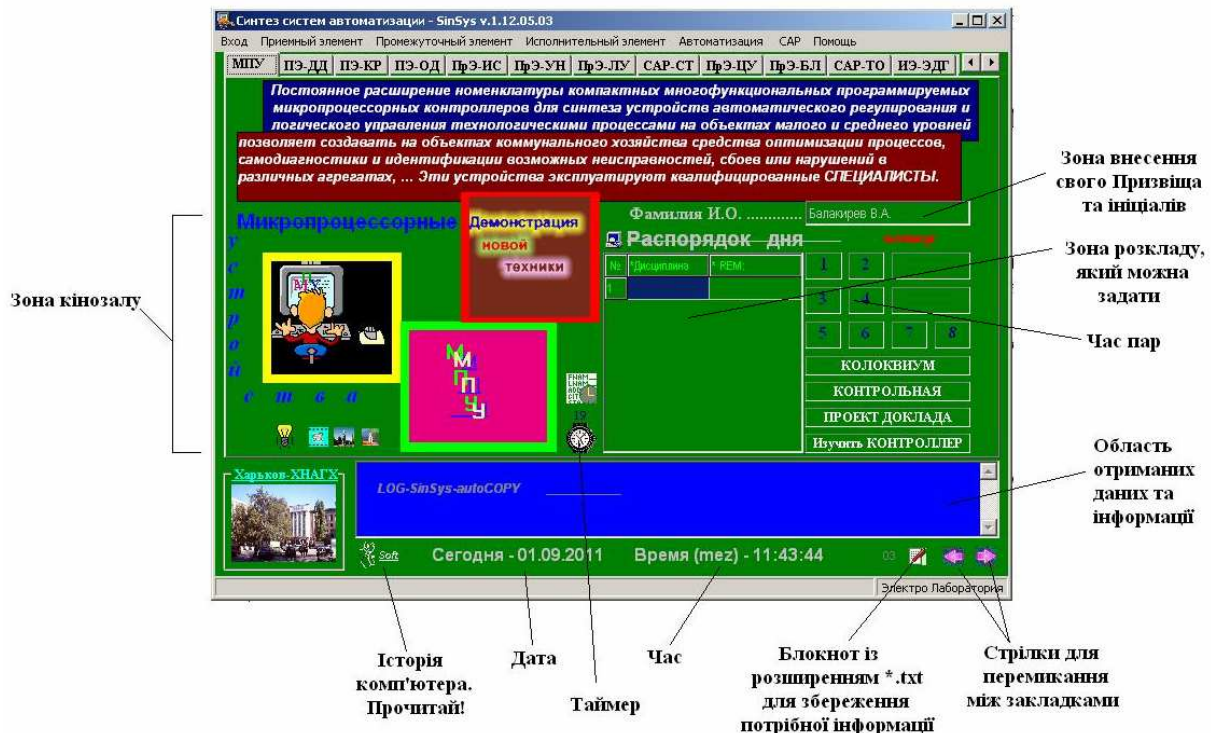 Синтез систем автоматизации - SinSys v.1.12.05.03
Вход Приемный элемент Промежуточный элемент Исполнительный элемент Автоматизация САР Помощь
МПУ ПЭ-ДД ПЭ-КР ПЭ-ОД ПрЭ-ИС ПрЭ-УН ПрЭ-ЛУ САР-СТ ПрЭ-ЦУ ПрЭ-БЛ САР-ТО ИЭ-ЭДГ
Постоянное расширение номенклатуры компактных многофункциональных программируемых
микропроцессорных контроллеров для синтеза устройств автоматического регулирования и
логического управления технологическими процессами на объектах малого и среднего уровней
позволяет создавать на объектах коммунального хозяйства средства оптимизации процессов,
самодиагностики и идентификации возможных неисправностей, сбоев или нарушений в
различных агрегатах, ... Эти устройства эксплуатируют квалифицированные СПЕЦИАЛИСТЫ.
Микропроцессорные
устройства
Демонстрация
новой
техники
МППУ
19
Фамилия И.О. ............. Балакирев В.А.
Распорядок дня
№ *Дисциплина * REM:
1
1 2
3 4
5 6 7 8
КОЛОКВИУМ
КОНТРОЛЬНАЯ
ПРОЕКТ ДОКЛАДА
Изучить КОНТРОЛЛЕР
Харьков-ХНАГХ
LOG-SinSys-autoCOPY
Soft
Сегодня - 01.09.2011 Время (mez) - 11:43:44
03
Электро Лаборатория
Зона кінозалу
Зона внесення
свого Призвіща
та ініціалів
Зона розкладу,
який можна
задати
Час пар
Область
отриманих
даних та
інформації
Історія
комп'ютера.
Прочитай!
Дата
Таймер
Час
Блокнот із
розширенням *.txt
для збереження
потрібної інформації
Стрілки для
перемикання
між закладками